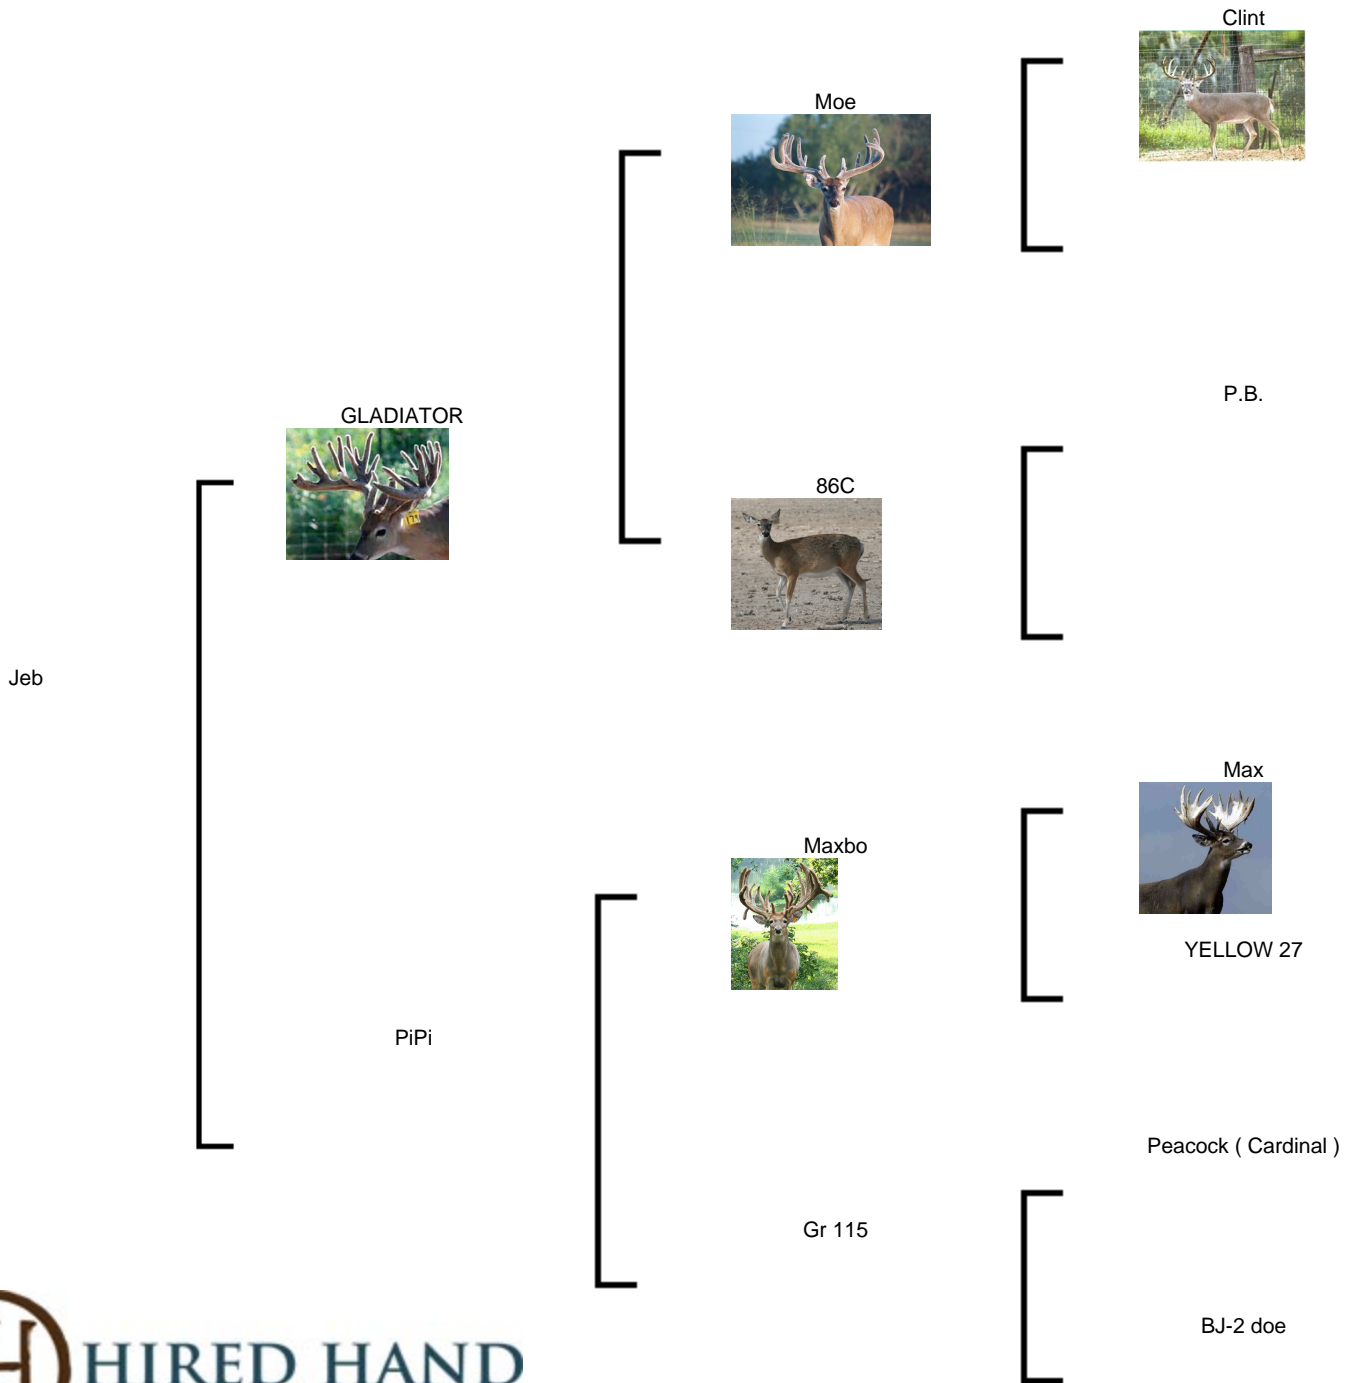 Clint
Moe
P.B.
GLADIATOR
86C
Jeb
Max
Maxbo
YELLOW 27
PiPi
Peacock ( Cardinal )
Gr 115
BJ-2 doe
H HIRED HAND